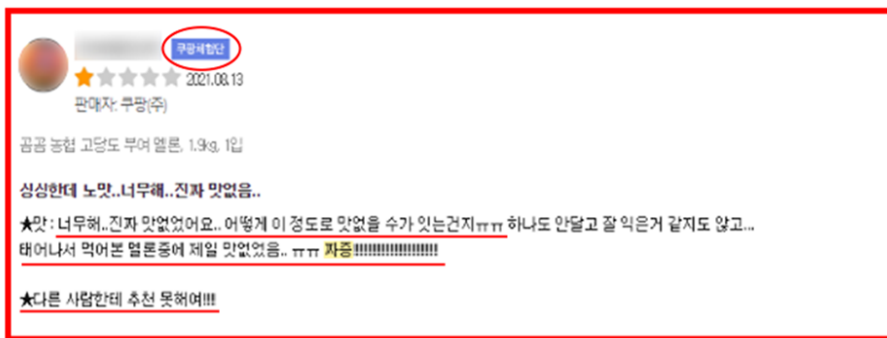 쿠팡체험단
2021.08.13
판매자: 쿠팡(주)
곰곰 농협 고당도 부여 멜론, 1.9kg, 1입
싱싱한데 노맛..너무해..진짜 맛없음..
★맛 : 너무해..진짜 맛없었어요.. 어떻게 이 정도로 맛없을 수가 잇는건지ㅠㅠ 하나도 안달고 잘 익은거 같지도 않고...
태어나서 먹어본 멜론중에 제일 맛없었음.. ㅠㅠ 짜증!!!!!!!!!!!!!!!!!!!!!!
★다른 사람한테 추천 못해여!!!!